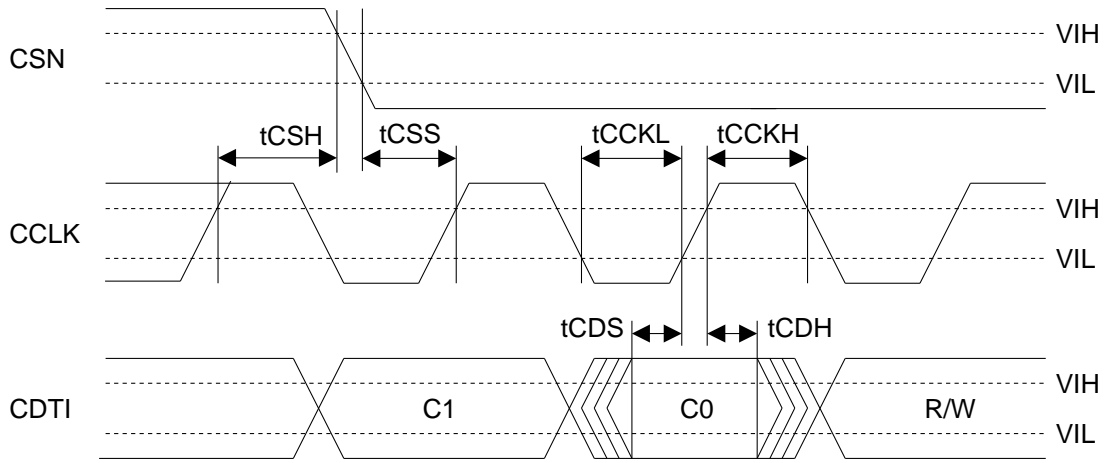 VIH
CSN
VIL
tCSH
tCSS
tCCKL
tCCKH
VIH
CCLK
VIL
tCDS
tCDH
VIH
CDTI
C1
C0
R/W
VIL